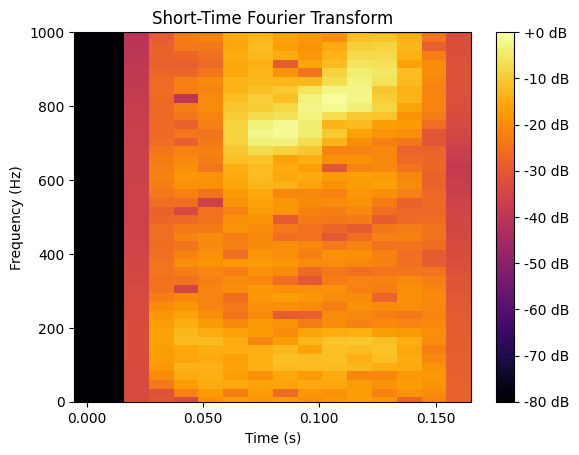 Short-Time Fourier Transform
1000
800
600
400
200
0
Frequency (Hz)
0.000
0.050
0.100
0.150
Time (s)
+0 dB
-10 dB
-20 dB
-30 dB
-40 dB
-50 dB
-60 dB
-70 dB
-80 dB